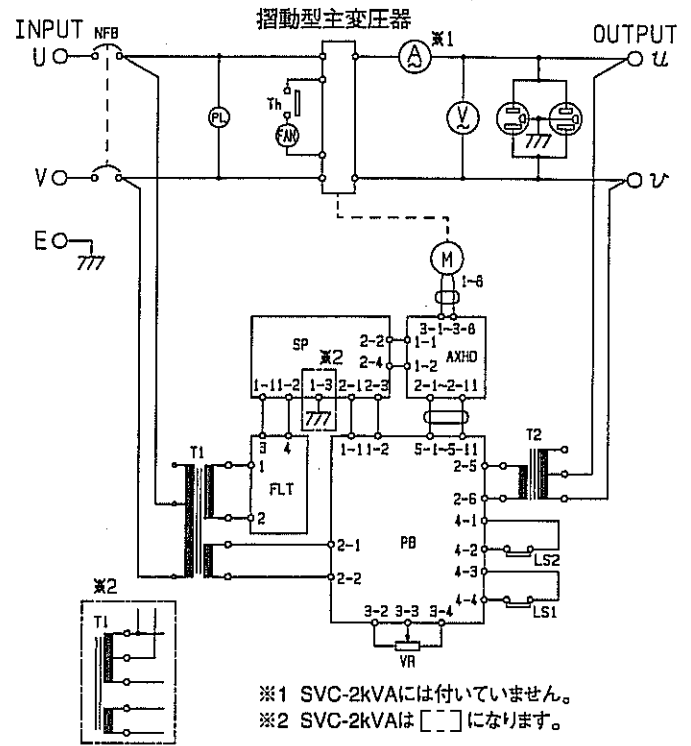 摺動型主変圧器
INPUT NFB
OUTPUT
U
A ※1
u
Th
PL
FAN
V
V
v
E
M
1~6
SP
2-2
1-1
3-1~3-6
※2
2-4
1-2
AXHD
1-1 1-2 1-3 2-1 2-3
2-1~2-11
T1
3 4
1-1 1-2
5-1~5-11
T2
1
2-5
FLT
2
2-6
4-1
PB
2-1
4-2
LS2
2-2
4-3
※2
4-4
LS1
T1
3-2 3-3 3-4
VR
※1 SVC-2kVAには付いていません。
※2 SVC-2kVAは[ ]になります。